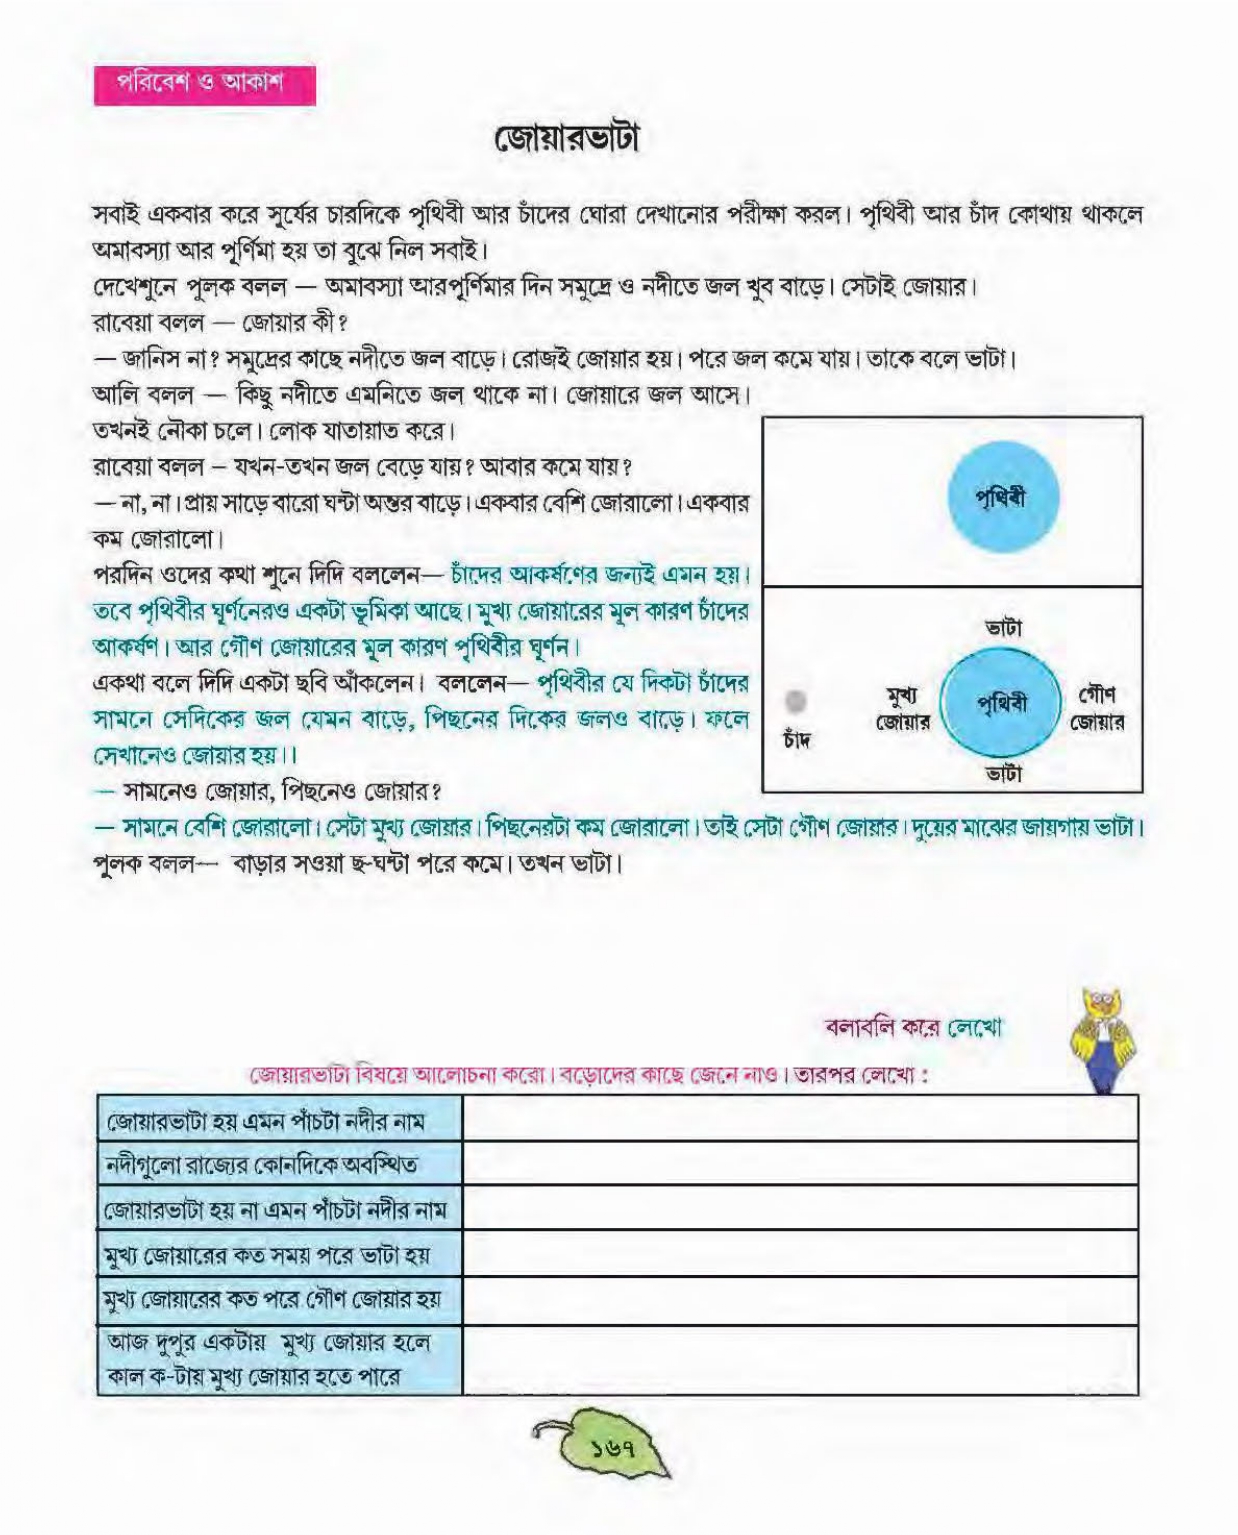 পরিবেশ ও আকাশ
জোয়ারভাটা
সবাই একবার করে সূর্যের চারদিকে পৃথিবী আর চাঁদের ঘোরা দেখানোর পরীক্ষা করল। পৃথিবী আর চাঁদ কোথায় থাকলে
অমাবস্যা আর পূর্ণিমা হয় তা বুঝে নিল সবাই।
দেখেশুনে পুলক বলল — অমাবস্যা আরপূর্ণিমার দিন সমুদ্রে ও নদীতে জল খুব বাড়ে। সেটাই জোয়ার।
রাবেয়া বলল — জোয়ার কী?
— জানিস না? সমুদ্রের কাছে নদীতে জল বাড়ে। রোজই জোয়ার হয়। পরে জল কমে যায়। তাকে বলে ভাটা।
আলি বলল — কিছু নদীতে এমনিতে জল থাকে না। জোয়ারে জল আসে।
তখনই নৌকা চলে। লোক যাতায়াত করে।
রাবেয়া বলল – যখন-তখন জল বেড়ে যায়? আবার কমে যায়?
— না, না। প্রায় সাড়ে বারো ঘন্টা অন্তর বাড়ে। একবার বেশি জোরালো। একবার
কম জোরালো।
পরদিন ওদের কথা শুনে দিদি বললেন— চাঁদের আকর্ষণের জন্যই এমন হয়।
তবে পৃথিবীর ঘূর্ণনেরও একটা ভূমিকা আছে। মুখ্য জোয়ারের মূল কারণ চাঁদের
আকর্ষণ। আর গৌণ জোয়ারের মূল কারণ পৃথিবীর ঘূর্ণন।
একথা বলে দিদি একটা ছবি আঁকলেন। বললেন— পৃথিবীর যে দিকটা চাঁদের
সামনে সেদিকের জল যেমন বাড়ে, পিছনের দিকের জলও বাড়ে। ফলে
সেখানেও জোয়ার হয়।।
— সামনেও জোয়ার, পিছনেও জোয়ার?
— সামনে বেশি জোরালো। সেটা মুখ্য জোয়ার। পিছনেরটা কম জোরালো। তাই সেটা গৌণ জোয়ার। দুয়ের মাঝের জায়গায় ভাটা।
পুলক বলল— বাড়ার সওয়া ছ-ঘন্টা পরে কমে। তখন ভাটা।
পৃথিবী
ভাটা
চাঁদ
মুখ্য
জোয়ার
পৃথিবী
গৌণ
জোয়ার
ভাটা
বলাবলি করে লেখো
জোয়ারভাটা বিষয়ে আলোচনা করো। বড়োদের কাছে জেনে নাও। তারপর লেখো :
জোয়ারভাটা হয় এমন পাঁচটা নদীর নাম
নদীগুলো রাজ্যের কোনদিকে অবস্থিত
জোয়ারভাটা হয় না এমন পাঁচটা নদীর নাম
মুখ্য জোয়ারের কত সময় পরে ভাটা হয়
মুখ্য জোয়ারের কত পরে গৌণ জোয়ার হয়
আজ দুপুর একটায় মুখ্য জোয়ার হলে
কাল ক-টায় মুখ্য জোয়ার হতে পারে
১৬৭